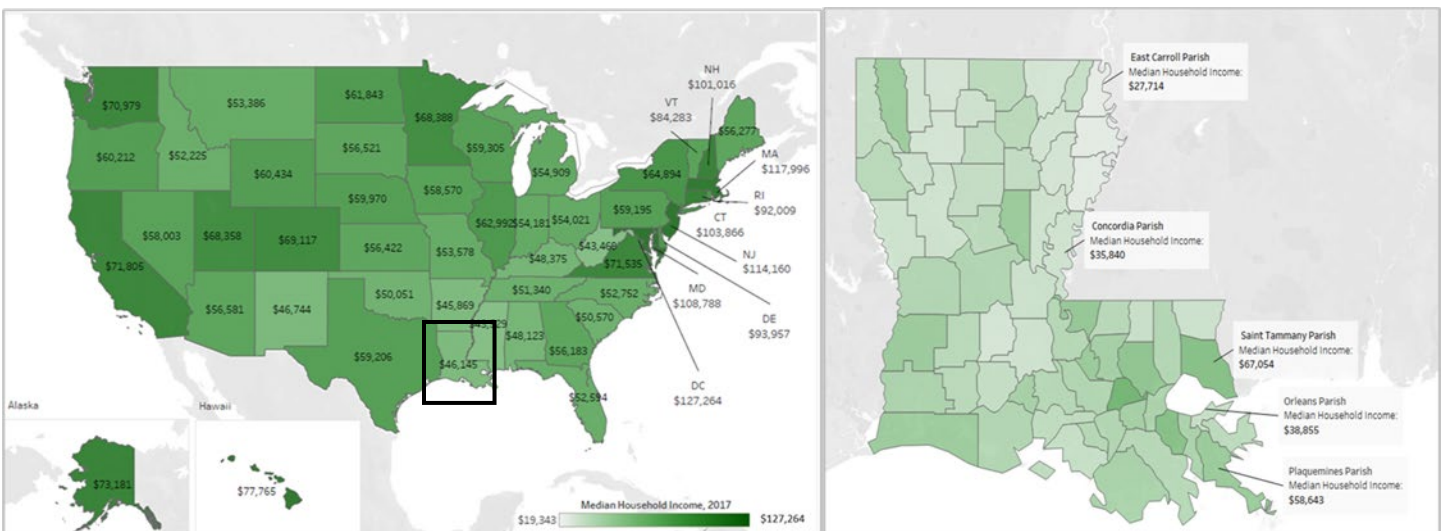 NH
$101,016
VT
$84,283
$70,979
$53,386
$61,843
$68,388
$56,277
$60,212
$52,225
$56,521
$59,305
MA
$117,996
$60,434
$54,909
$64,894
RI
$92,009
$59,970
$58,570
$59,195
CT
$103,866
$58,003
$68,358
$69,117
$62,992
$54,181
$54,021
$71,805
$56,422
$53,578
$48,375
$71,535
NJ
$114,160
$56,581
$46,744
$50,051
$45,869
$51,340
$52,752
MD
$108,788
$50,570
DE
$93,957
$59,206
$46,145
$48,123
$56,183
DC
$127,264
$52,594
Alaska
Hawaii
$73,181
$77,765
Median Household Income, 2017
$19,343
$127,264
East Carroll Parish
Median Household Income:
$27,714
Concordia Parish
Median Household Income:
$35,840
Saint Tammany Parish
Median Household Income:
$67,054
Orleans Parish
Median Household Income:
$38,855
Plaquemines Parish
Median Household Income:
$58,643